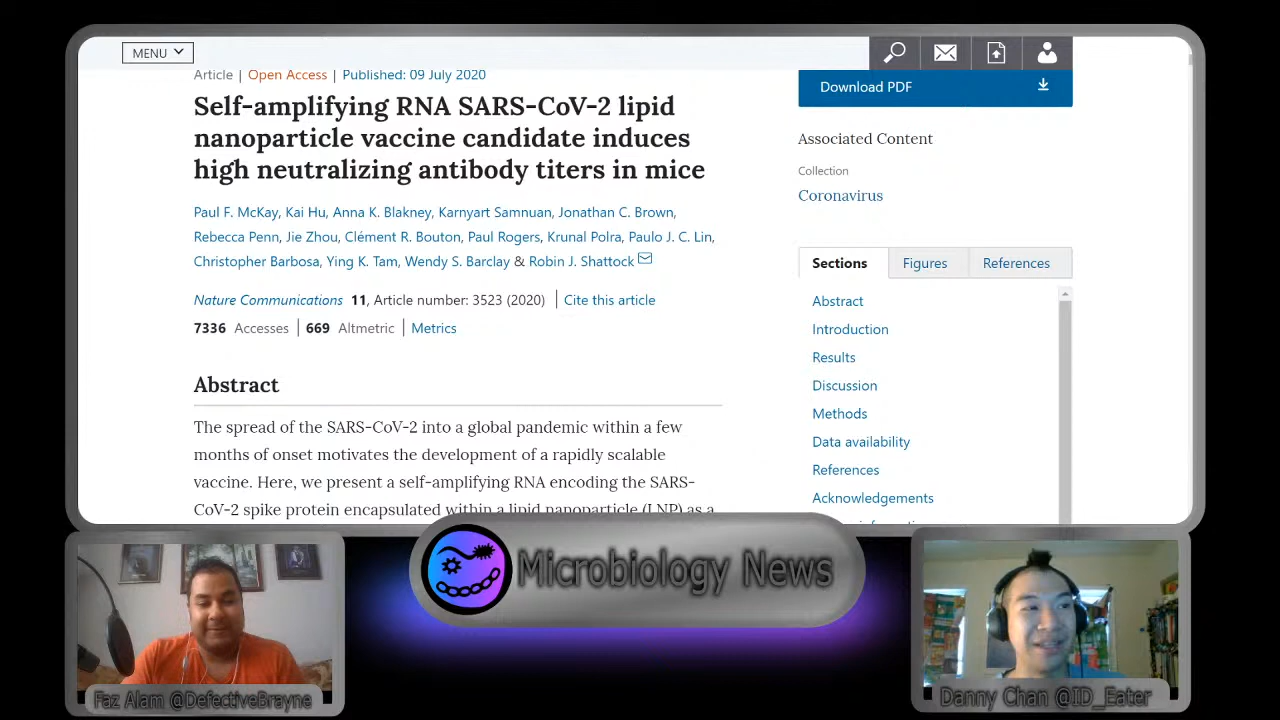 MENU
Article | Open Access | Published: 09 July 2020
Self-amplifying RNA SARS-CoV-2 lipid
nanoparticle vaccine candidate induces
high neutralizing antibody titers in mice
Paul F. McKay, Kai Hu, Anna K. Blakney, Karnyart Samnuan, Jonathan C. Brown,
Rebecca Penn, Jie Zhou, Clément R. Bouton, Paul Rogers, Krunal Polra, Paulo J. C. Lin,
Christopher Barbosa, Ying K. Tam, Wendy S. Barclay & Robin J. Shattock
Nature Communications 11, Article number: 3523 (2020) | Cite this article
7336 Accesses | 669 Altmetric | Metrics
Abstract
The spread of the SARS-CoV-2 into a global pandemic within a few
months of onset motivates the development of a rapidly scalable
vaccine. Here, we present a self-amplifying RNA encoding the SARS-
CoV-2 spike protein encapsulated within a lipid nanoparticle (LNP) as a
Download PDF
Associated Content
Collection
Coronavirus
Sections Figures References
Abstract
Introduction
Results
Discussion
Methods
Data availability
References
Acknowledgements
Microbiology News
Faz Alam @DefectiveBrayne
Danny Chan @ID_Eater